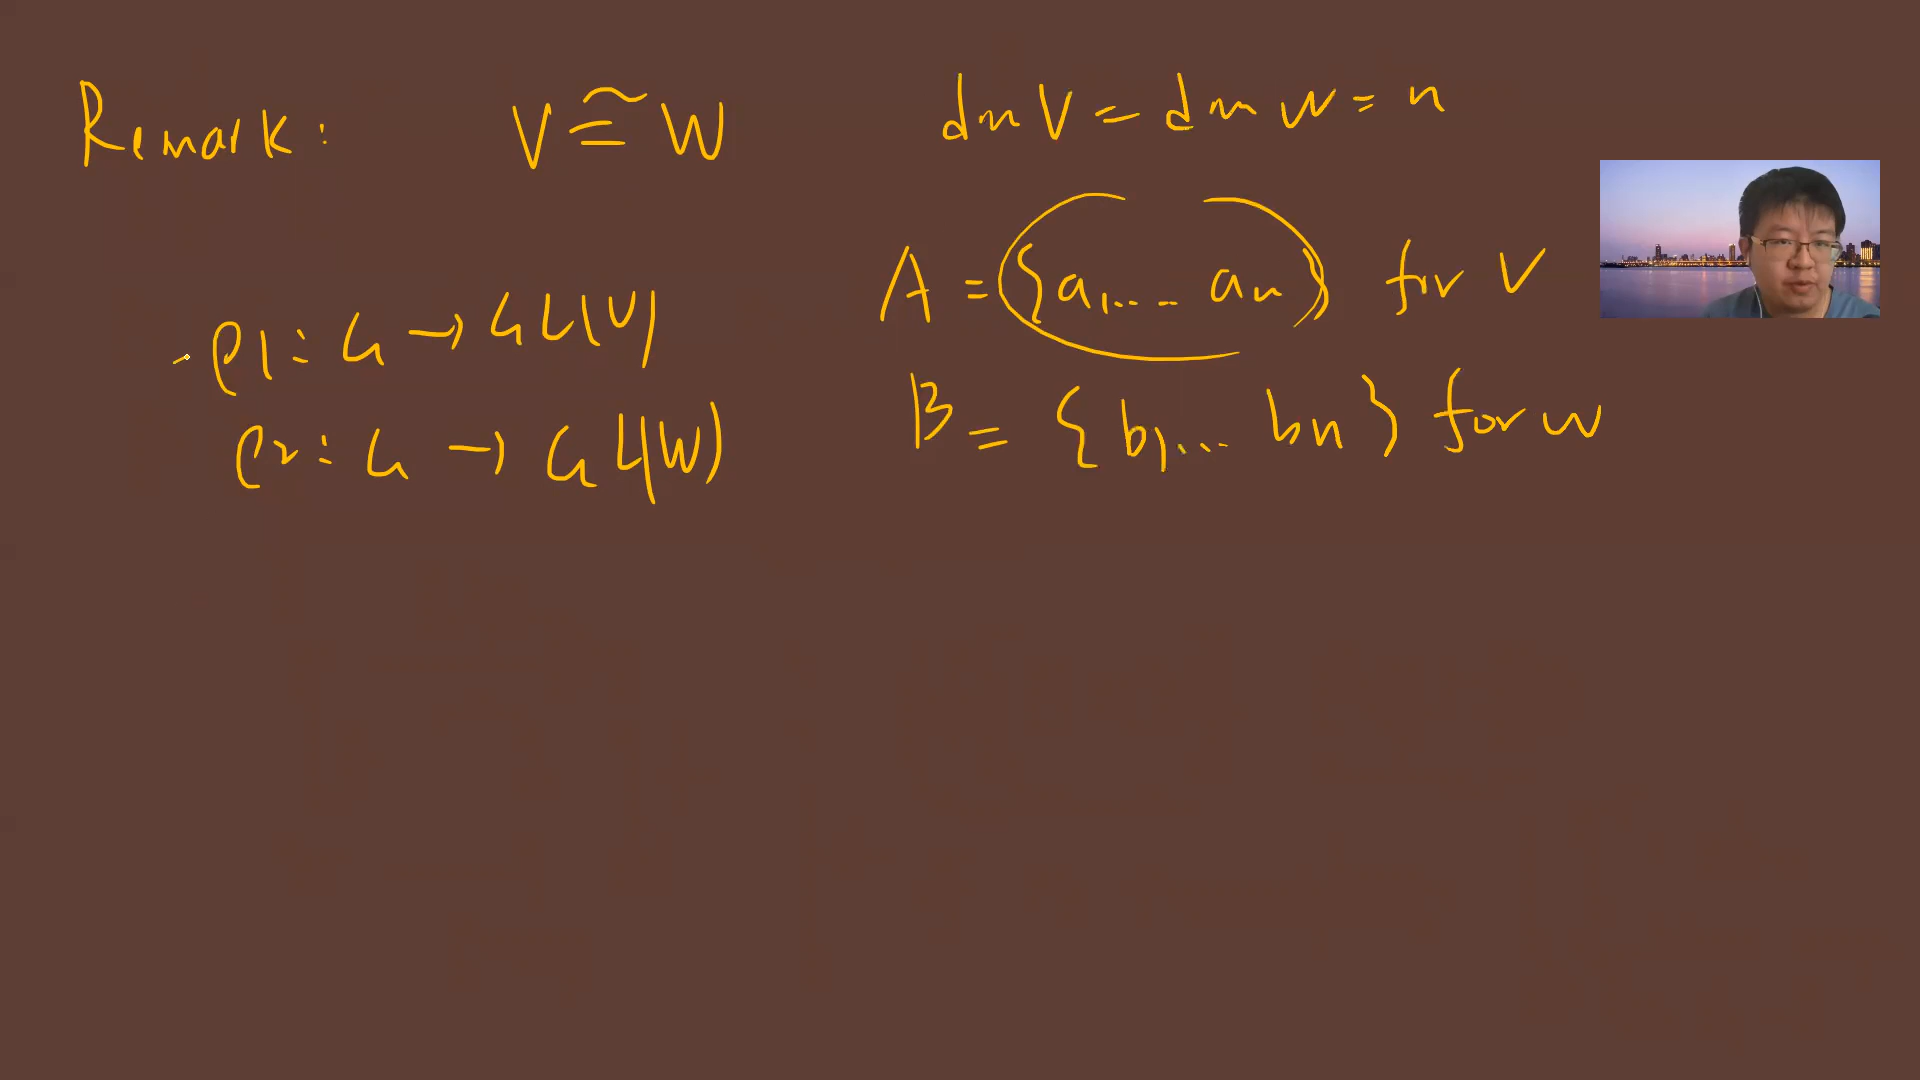 Remark: V ≅ W
dim V = dim W = n
A = {a1, ... an} for V
ρ1: G → GL(V)
B = {b1, ... bn} for W
ρ2: G → GL(W)